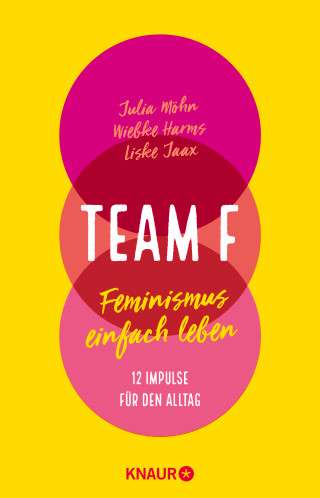 Julia Möhn
Wiebke Harms
Liske Jaax
TEAM F
Feminismus
einfach leben
12 IMPULSE
FÜR DEN ALLTAG
KNAUR